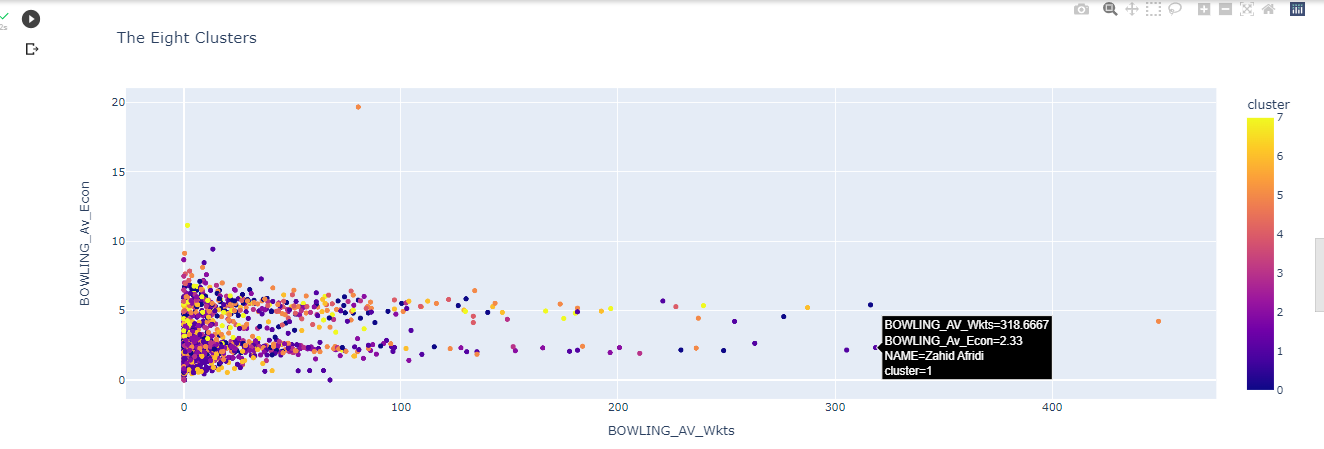 2s
The Eight Clusters
20
15
10
5
0
BOWLING_Av_Econ
0
100
200
300
400
BOWLING_AV_Wkts
BOWLING_AV_Wkts=318.6667
BOWLING_Av_Econ=2.33
NAME=Zahid Afridi
cluster=1
cluster
7
6
5
4
3
2
1
0